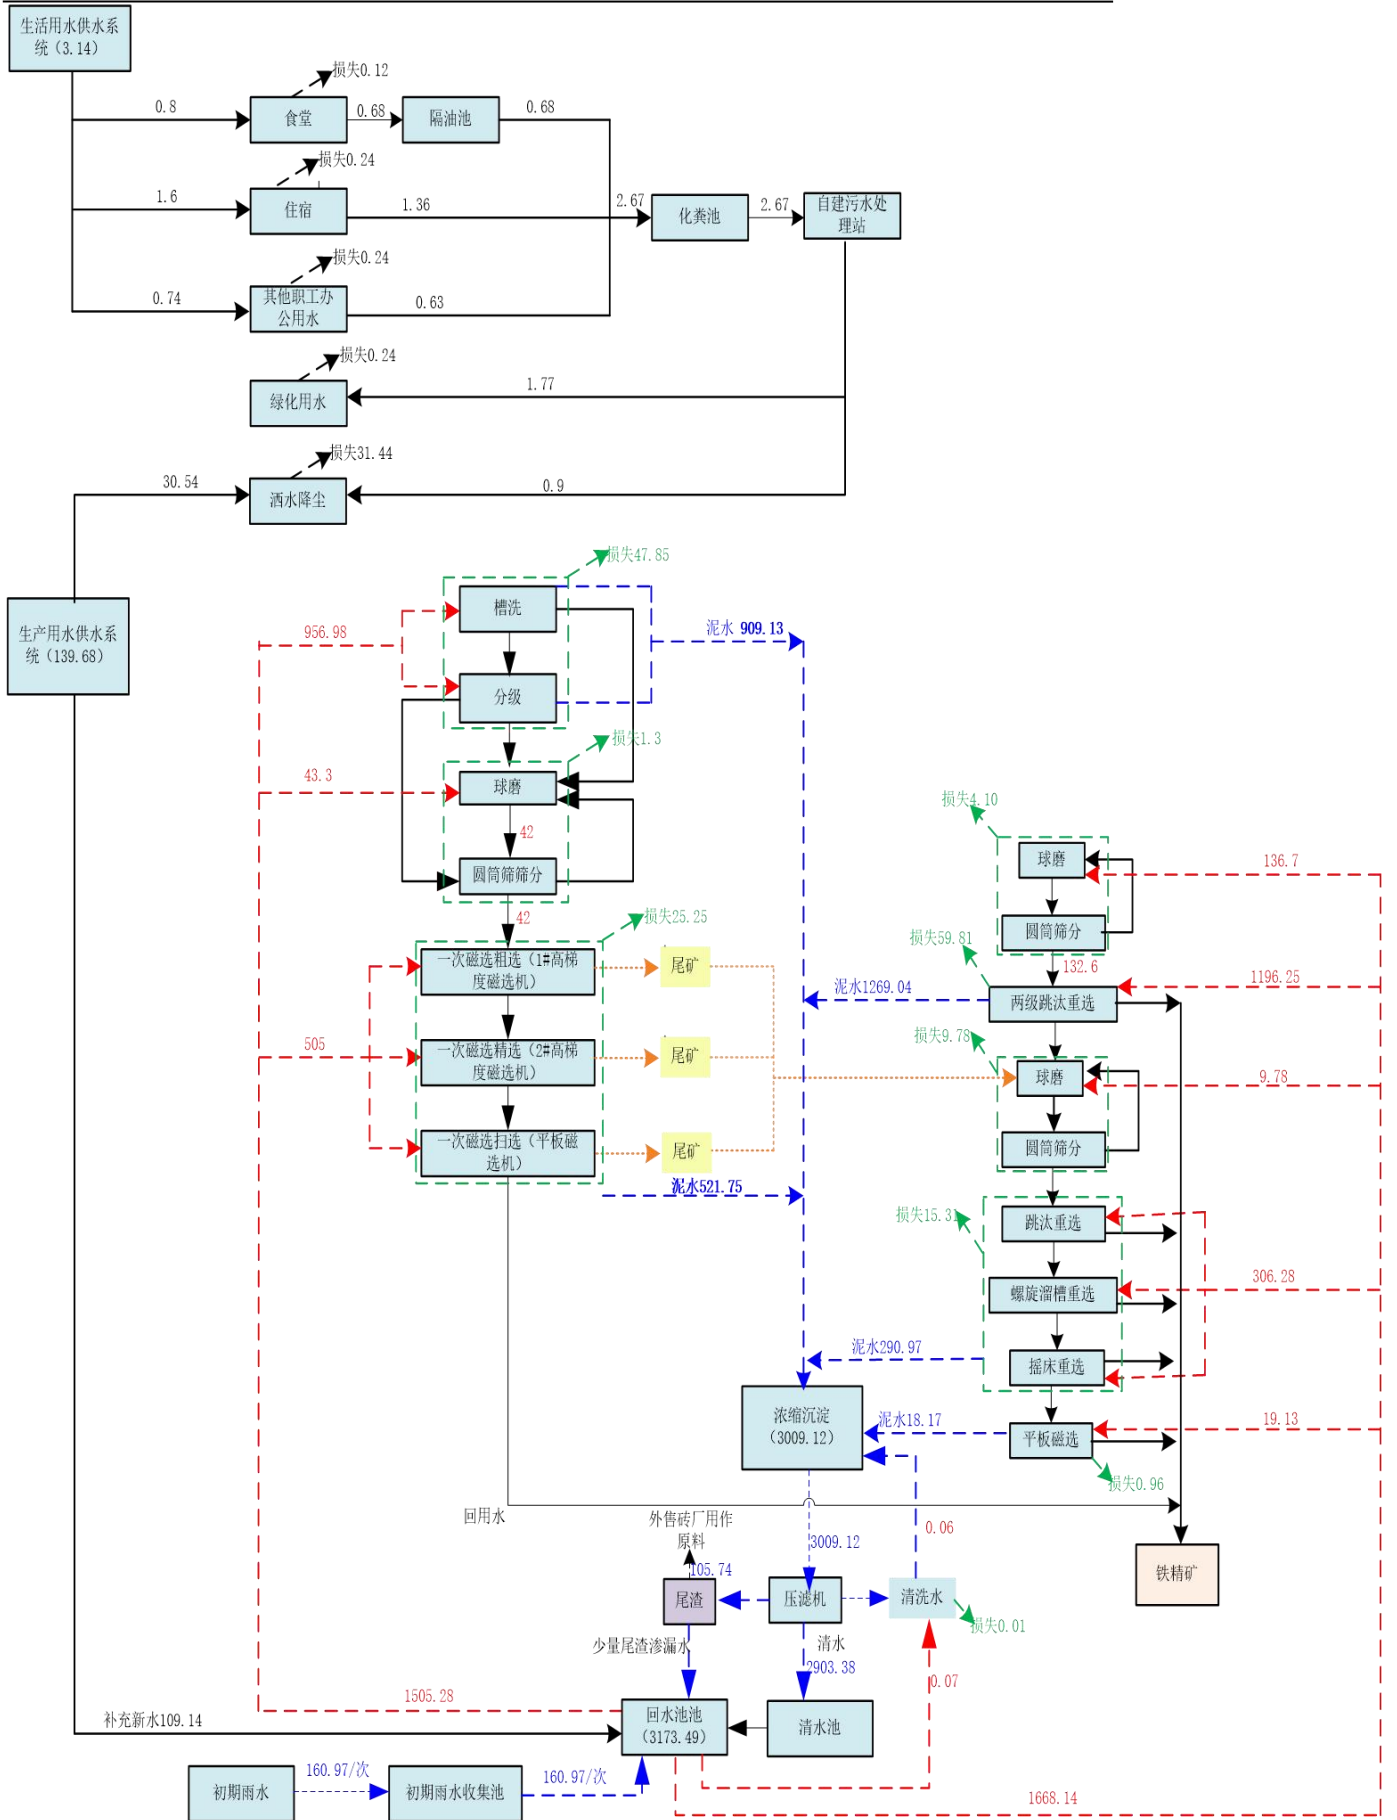 生活用水供水系
统（3.14）
损失0.12
0.8
食堂
0.68
隔油池
0.68
损失0.24
1.6
住宿
1.36
2.67
化粪池
2.67
自建污水处
理站
损失0.24
0.74
其他职工办
公用水
0.63
损失0.24
绿化用水
1.77
损失31.44
30.54
洒水降尘
0.9
生产用水供水系
统（139.68）
损失47.85
槽洗
956.98
泥水 909.13
分级
损失1.3
43.3
球磨
42
圆筒筛筛分
42
损失25.25
一次磁选粗选（1#高梯
度磁选机）
尾矿
505
一次磁选精选（2#高梯
度磁选机）
尾矿
一次磁选扫选（平板磁
选机）
尾矿
泥水521.75
损失4.10
球磨
136.7
圆筒筛分
损失59.81
132.6
泥水1269.04
两级跳汰重选
1196.25
损失9.78
球磨
9.78
圆筒筛分
损失15.31
跳汰重选
螺旋溜槽重选
306.28
泥水290.97
摇床重选
浓缩沉淀
（3009.12）
泥水18.17
平板磁选
19.13
损失0.96
回用水
外售砖厂用作
原料
3009.12
0.06
105.74
尾渣
压滤机
清洗水
铁精矿
损失0.01
少量尾渣渗漏水
清水
2903.38
0.07
1505.28
补充新水109.14
回水池池
（3173.49）
清水池
初期雨水
160.97/次
初期雨水收集池
160.97/次
1668.14